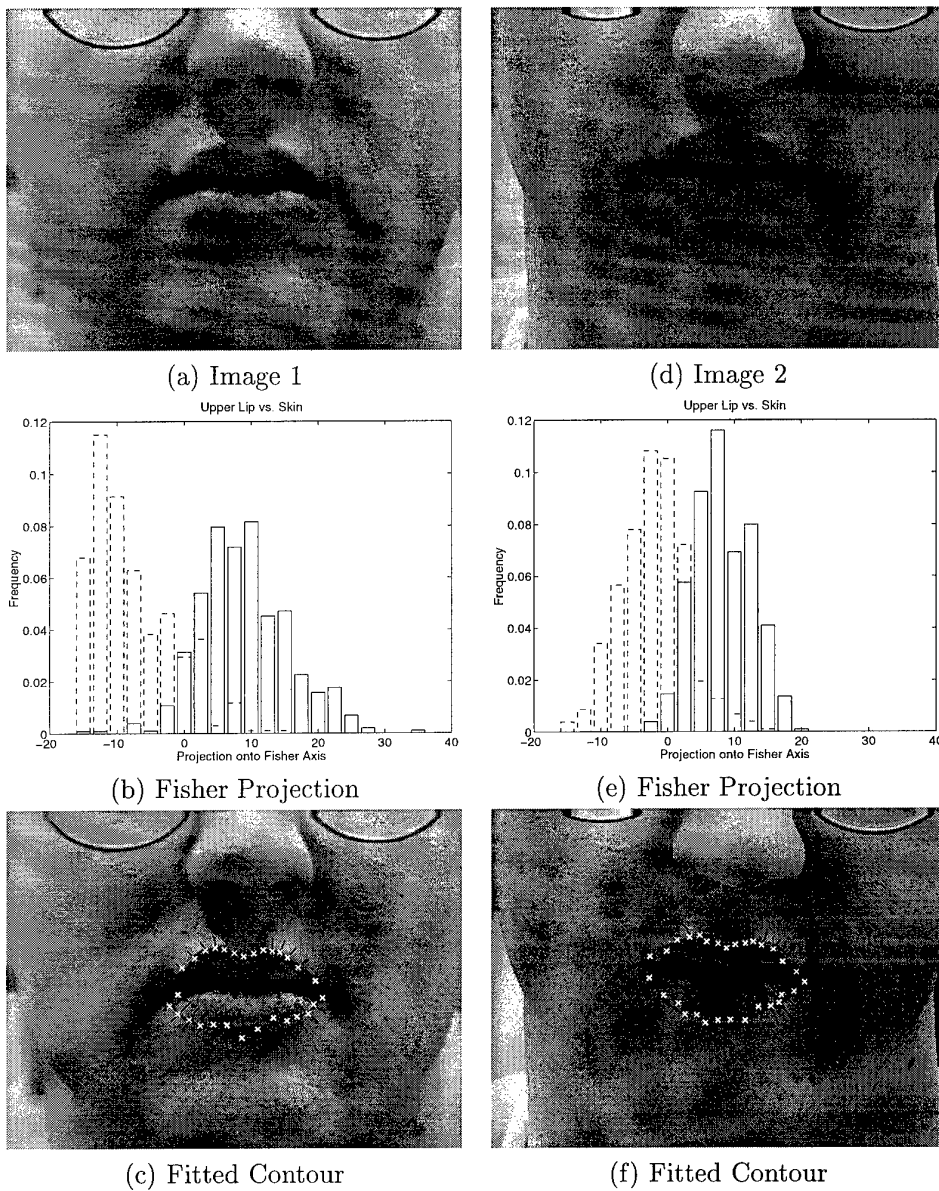 (a) Image 1
(d) Image 2
Upper Lip vs. Skin
0.12
0.1
0.08
0.06
0.04
0.02
0
Frequency
−20
−10
0
10
20
30
40
Projection onto Fisher Axis
(b) Fisher Projection
Upper Lip vs. Skin
0.12
0.1
0.08
0.06
0.04
0.02
0
Frequency
−20
−10
0
10
20
30
40
Projection onto Fisher Axis
(e) Fisher Projection
(c) Fitted Contour
(f) Fitted Contour